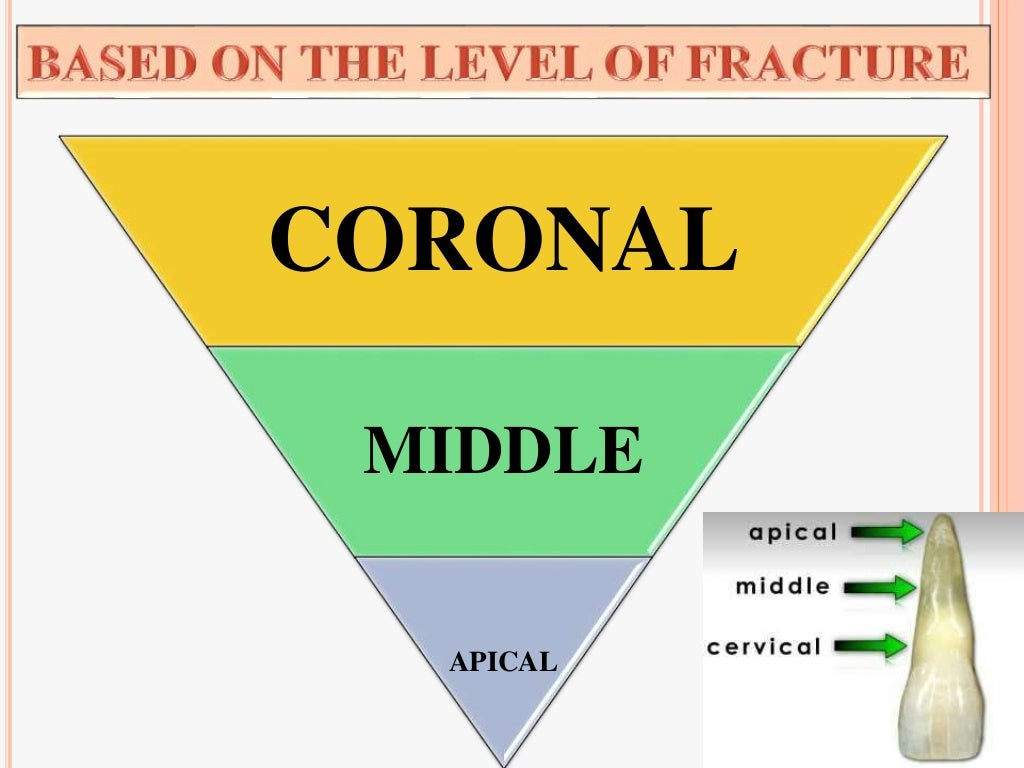 BASED ON THE LEVEL OF FRACTURE
CORONAL
MIDDLE
APICAL
apical
middle
cervical